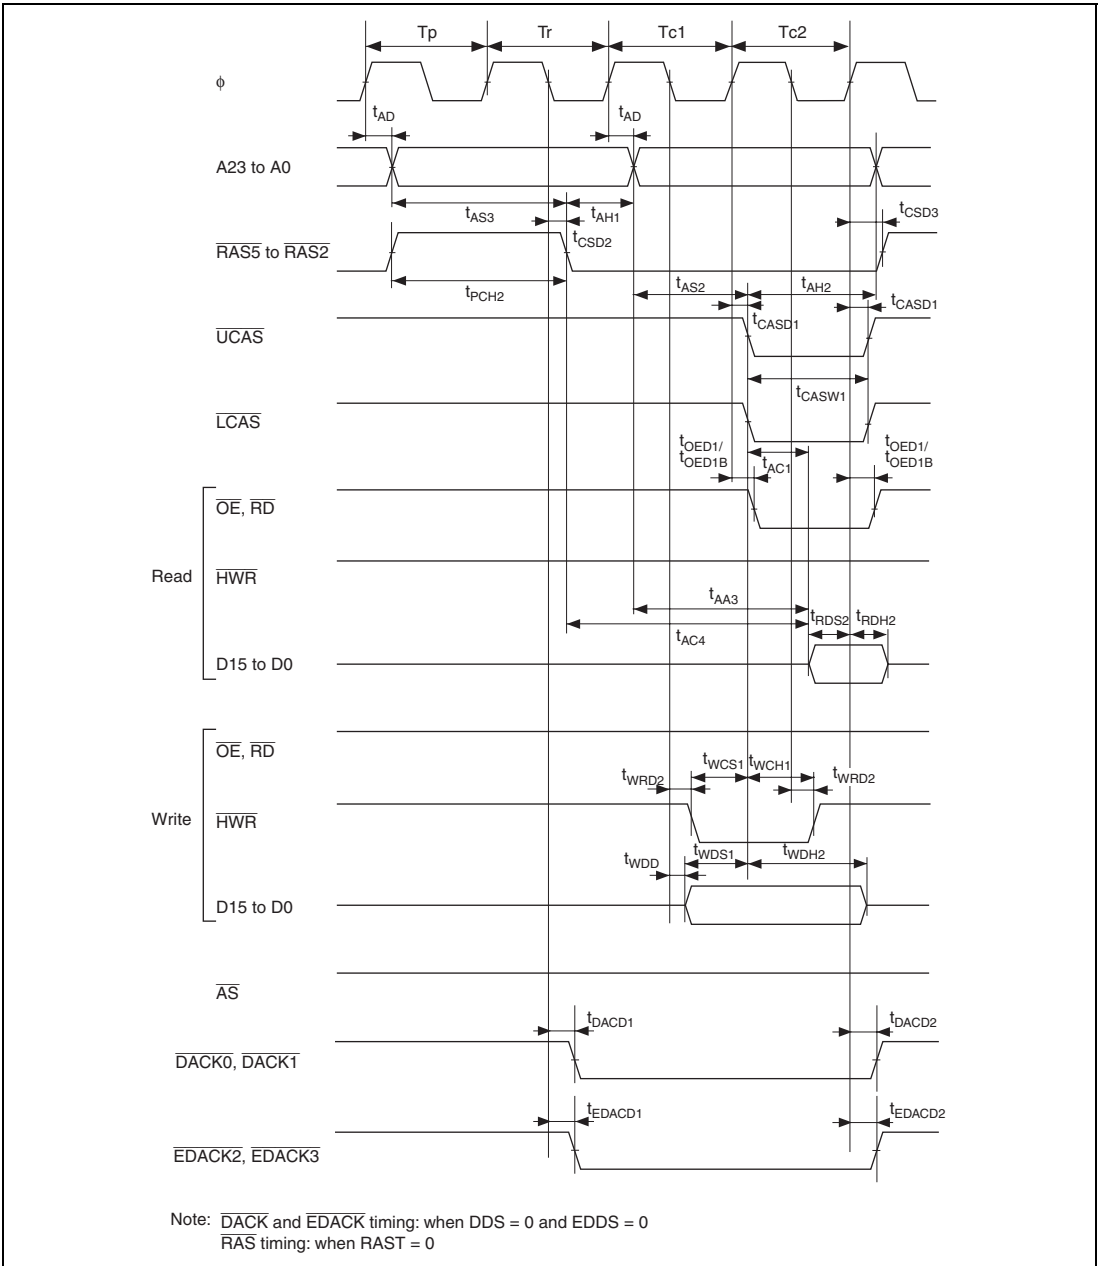 Tp Tr Tc1 Tc2
ϕ
tAD tAD
A23 to A0
tAS3 tAH1 tCSD3
tCSD2
RAS5 to RAS2
tPCH2 tAS2 tAH2
tCASD1 tCASD1
UCAS
tCASW1
LCAS
tOED1/ tOED1/
tOED1B tAC1 tOED1B
OE, RD
Read HWR
tAA3
tRDS2 tRDH2
tAC4
D15 to D0
OE, RD
tWCS1 tWCH1
tWRD2 tWRD2
Write HWR
tWDS1 tWDH2
tWDD
D15 to D0
AS
tDACD1 tDACD2
DACK0, DACK1
tEDACD1 tEDACD2
EDACK2, EDACK3
Note: DACK and EDACK timing: when DDS = 0 and EDDS = 0
RAS timing: when RAST = 0